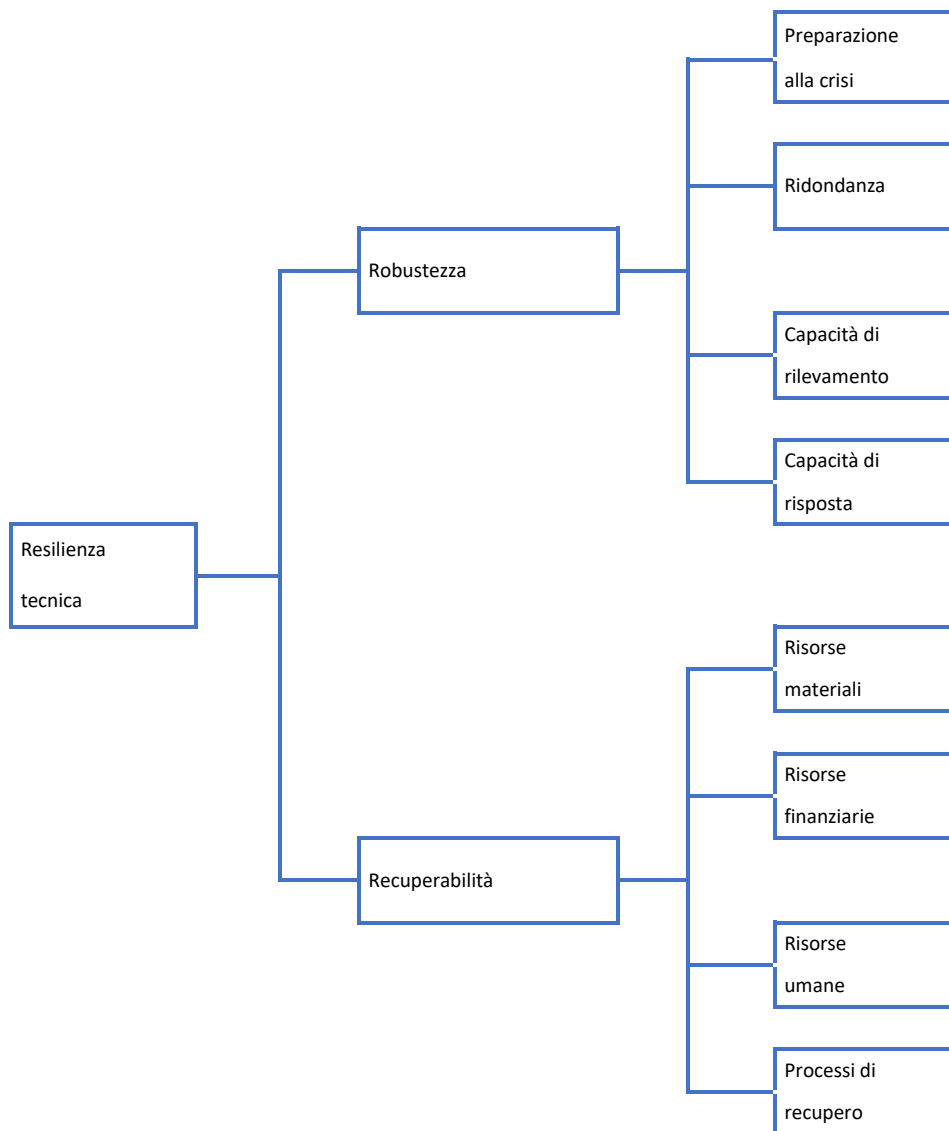 Preparazione
alla crisi
Ridondanza
Robustezza
Capacità di
rilevamento
Capacità di
risposta
Resilienza
tecnica
Risorse
materiali
Risorse
finanziarie
Recuperabilità
Risorse
umane
Processi di
recupero